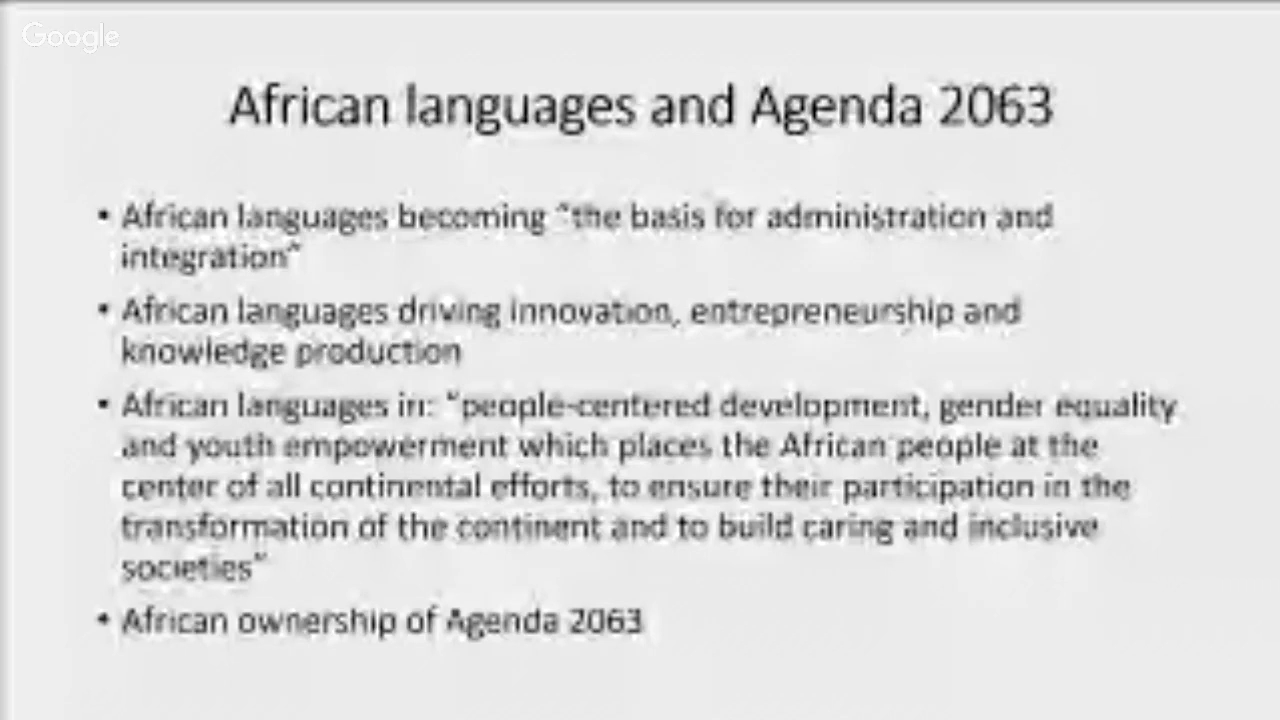 Google
African languages and Agenda 2063
• African languages becoming “the basis for administration and
integration”
• African languages driving innovation, entrepreneurship and
knowledge production
• African languages in: “people-centered development, gender equality
and youth empowerment which places the African people at the
center of all continental efforts, to ensure their participation in the
transformation of the continent and to build caring and inclusive
societies”
• African ownership of Agenda 2063